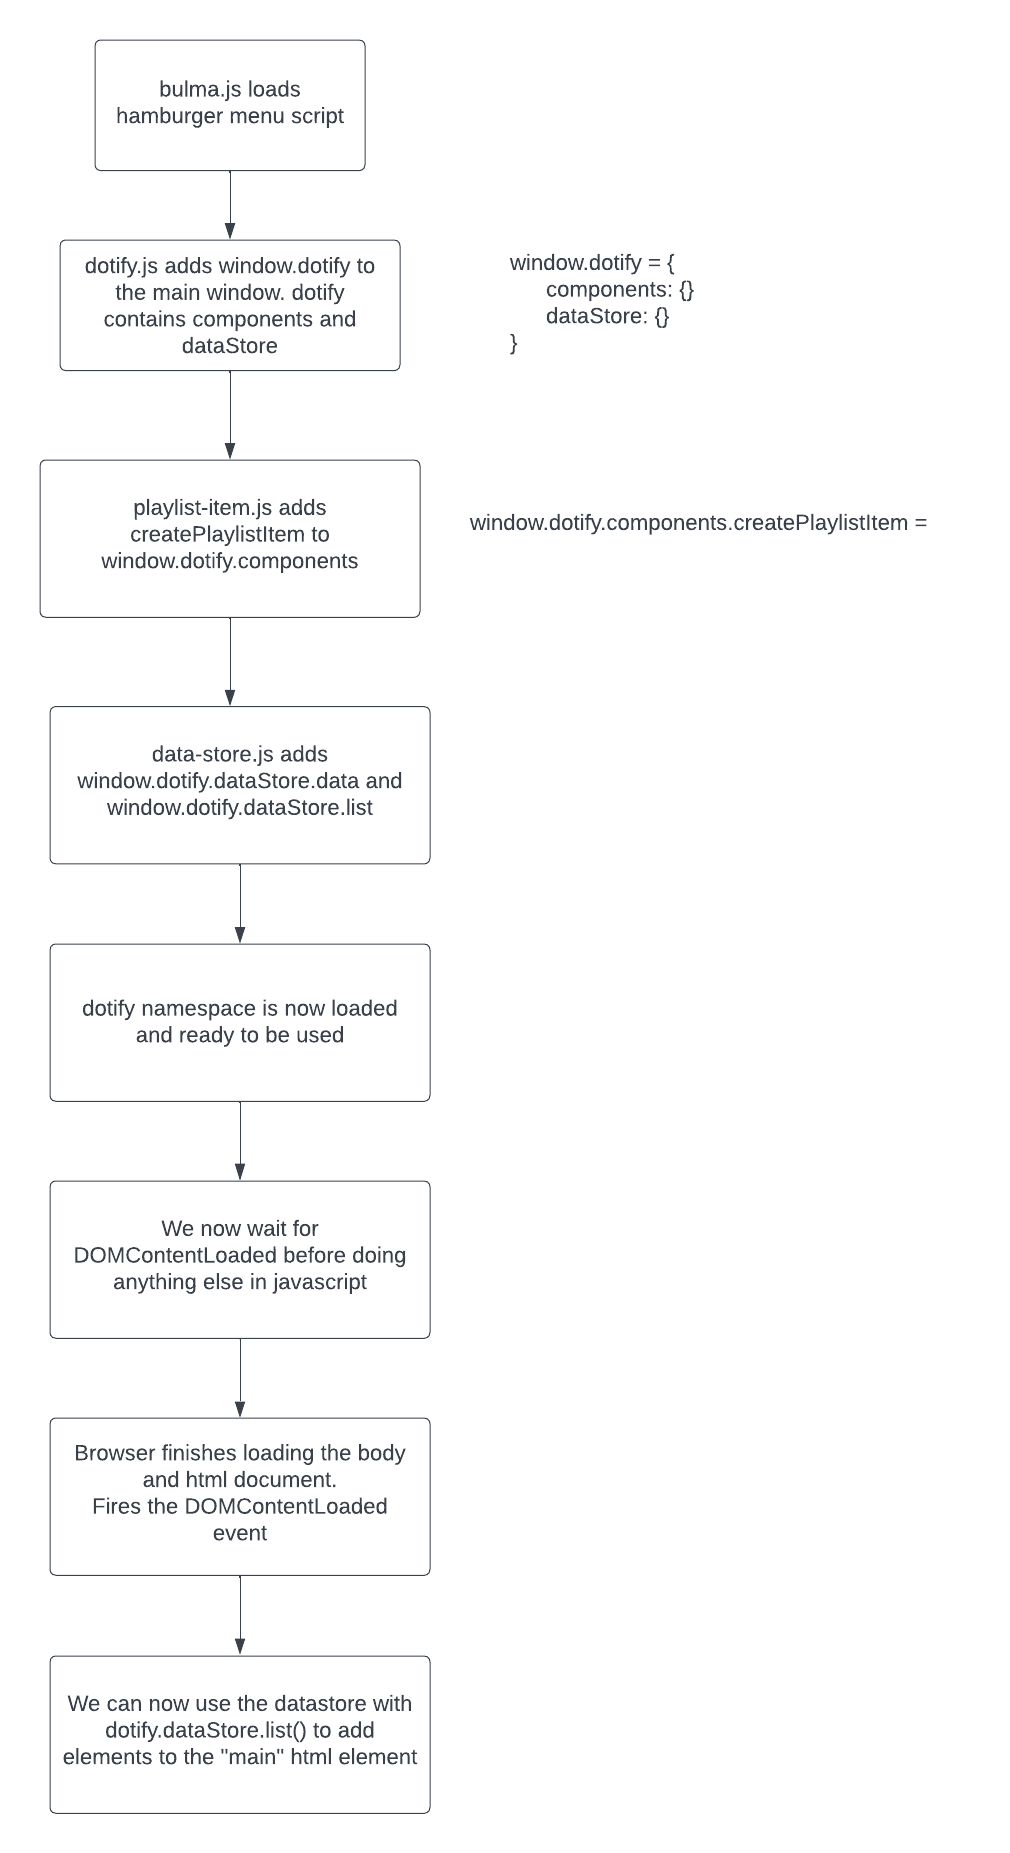 bulma.js loads
hamburger menu script
dotify.js adds window.dotify to
the main window. dotify
contains components and
dataStore
window.dotify = {
components: {}
dataStore: {}
}
playlist-item.js adds
createPlaylistItem to
window.dotify.components
window.dotify.components.createPlaylistItem =
data-store.js adds
window.dotify.dataStore.data and
window.dotify.dataStore.list
dotify namespace is now loaded
and ready to be used
We now wait for
DOMContentLoaded before doing
anything else in javascript
Browser finishes loading the body
and html document.
Fires the DOMContentLoaded
event
We can now use the datastore with
dotify.dataStore.list() to add
elements to the "main" html element